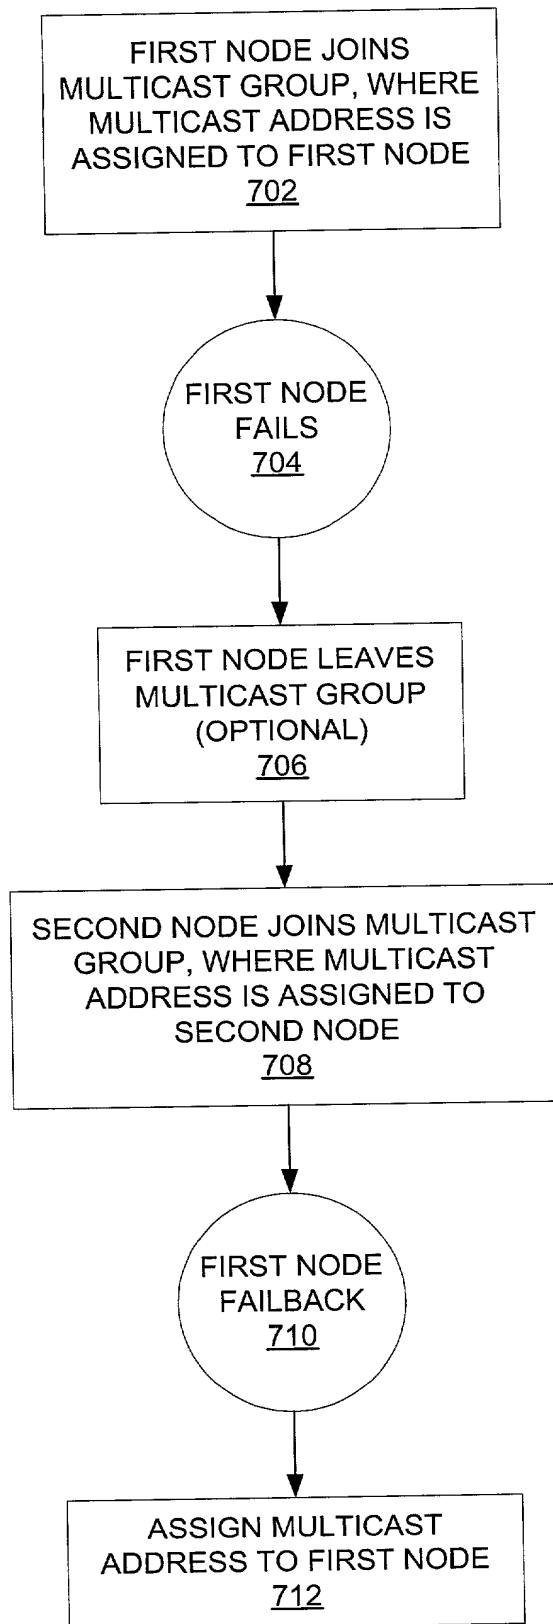 FIRST NODE JOINS
MULTICAST GROUP, WHERE
MULTICAST ADDRESS IS
ASSIGNED TO FIRST NODE
702
FIRST NODE
FAILS
704
FIRST NODE LEAVES
MULTICAST GROUP
(OPTIONAL)
706
SECOND NODE JOINS MULTICAST
GROUP, WHERE MULTICAST
ADDRESS IS ASSIGNED TO
SECOND NODE
708
FIRST NODE
FAILBACK
710
ASSIGN MULTICAST
ADDRESS TO FIRST NODE
712